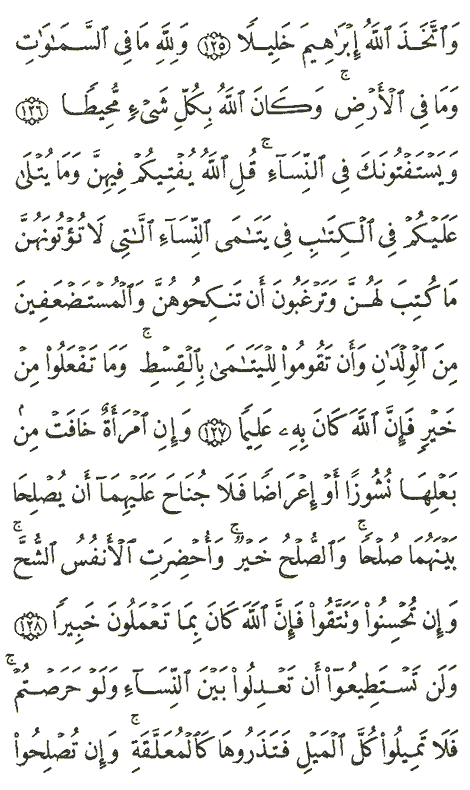 وَٱتَّخَذَ ٱللَّهُ إِبْرَٰهِيمَ خَلِيلًا ١٢٥ وَلِلَّهِ مَا فِى ٱلسَّمَٰوَٰتِ
وَمَا فِى ٱلْأَرْضِ ۚ وَكَانَ ٱللَّهُ بِكُلِّ شَىْءٍ مُّحِيطًا ١٢٦
وَيَسْتَفْتُونَكَ فِى ٱلنِّسَآءِ ۖ قُلِ ٱللَّهُ يُفْتِيكُمْ فِيهِنَّ وَمَا يُتْلَىٰ
عَلَيْكُمْ فِى ٱلْكِتَٰبِ فِى يَتَٰمَى ٱلنِّسَآءِ ٱلَّٰتِى لَا تُؤْتُونَهُنَّ
مَا كُتِبَ لَهُنَّ وَتَرْغَبُونَ أَن تَنكِحُوهُنَّ وَٱلْمُسْتَضْعَفِينَ
مِنَ ٱلْوِلْدَٰنِ وَأَن تَقُومُوا۟ لِلْيَتَٰمَىٰ بِٱلْقِسْطِ ۚ وَمَا تَفْعَلُوا۟ مِنْ
خَيْرٍ فَإِنَّ ٱللَّهَ كَانَ بِهِۦ عَلِيمًا ١٢٧ وَإِنِ ٱمْرَأَةٌ خَافَتْ مِنۢ
بَعْلِهَا نُشُوزًا أَوْ إِعْرَاضًا فَلَا جُنَاحَ عَلَيْهِمَآ أَن يُصْلِحَا
بَيْنَهُمَا صُلْحًا ۚ وَٱلصُّلْحُ خَيْرٌ ۗ وَأُحْضِرَتِ ٱلْأَنفُسُ ٱلشُّحَّ ۚ
وَإِن تُحْسِنُوا۟ وَتَتَّقُوا۟ فَإِنَّ ٱللَّهَ كَانَ بِمَا تَعْمَلُونَ خَبِيرًا ١٢٨
وَلَن تَسْتَطِيعُوٓا۟ أَن تَعْدِلُوا۟ بَيْنَ ٱلنِّسَآءِ وَلَوْ حَرَصْتُمْ ۖ
فَلَا تَمِيلُوا۟ كُلَّ ٱلْمَيْلِ فَتَذَرُوهَا كَٱلْمُعَلَّقَةِ ۚ وَإِن تُصْلِحُوا۟